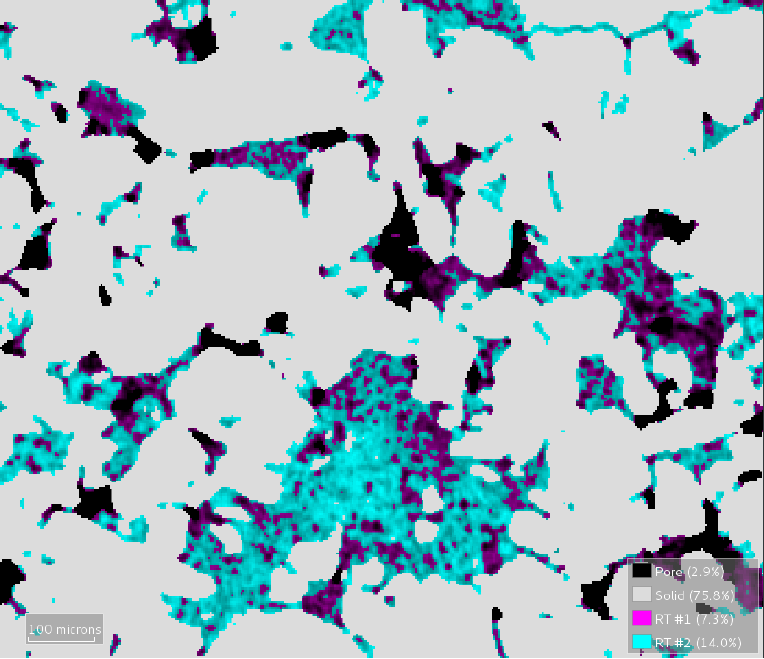 Pore (2.9%)
Solid (75.8%)
RT #1 (7.3%)
RT #2 (14.0%)
100 microns